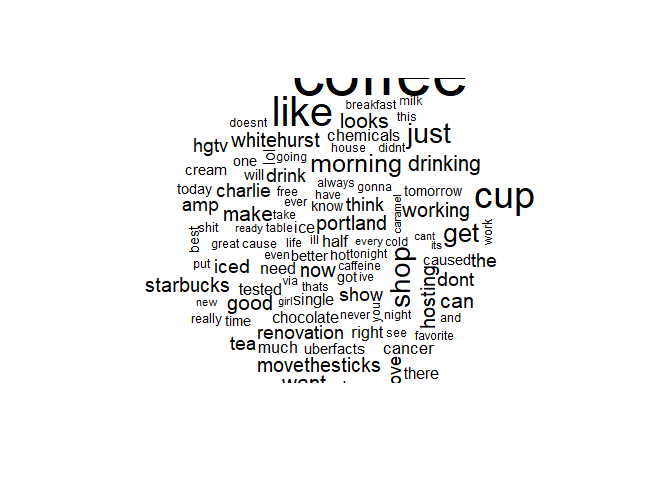 coffee
like breakfast milk
doesnt looks this
hgtv whitehurst chemicals just
lol house didnt
cream one going morning drinking
will drink
today charlie free always gonna tomorrow cup
amp ever have know think caramel working
make take
shit ready table ice portland get work
best great cause life ill half every cold cant its
even better hot tonight caused the
put iced need now caffeine shop hosting
starbucks tested via thats got ive dont
new good girl single show you can
really time chocolate never night and
renovation right see favorite
tea much uberfacts cancer
movethesticks there
want